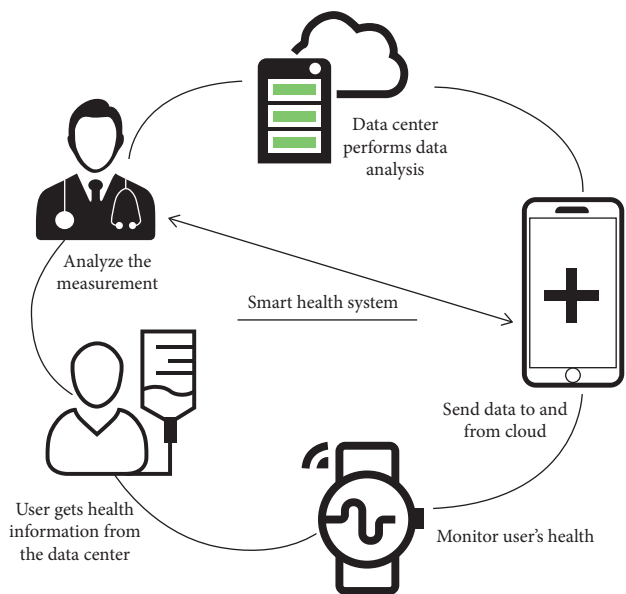 Data center
performs data
analysis
Analyze the
measurement
Smart health system
Send data to and
from cloud
User gets health
information from
the data center
Monitor user's health